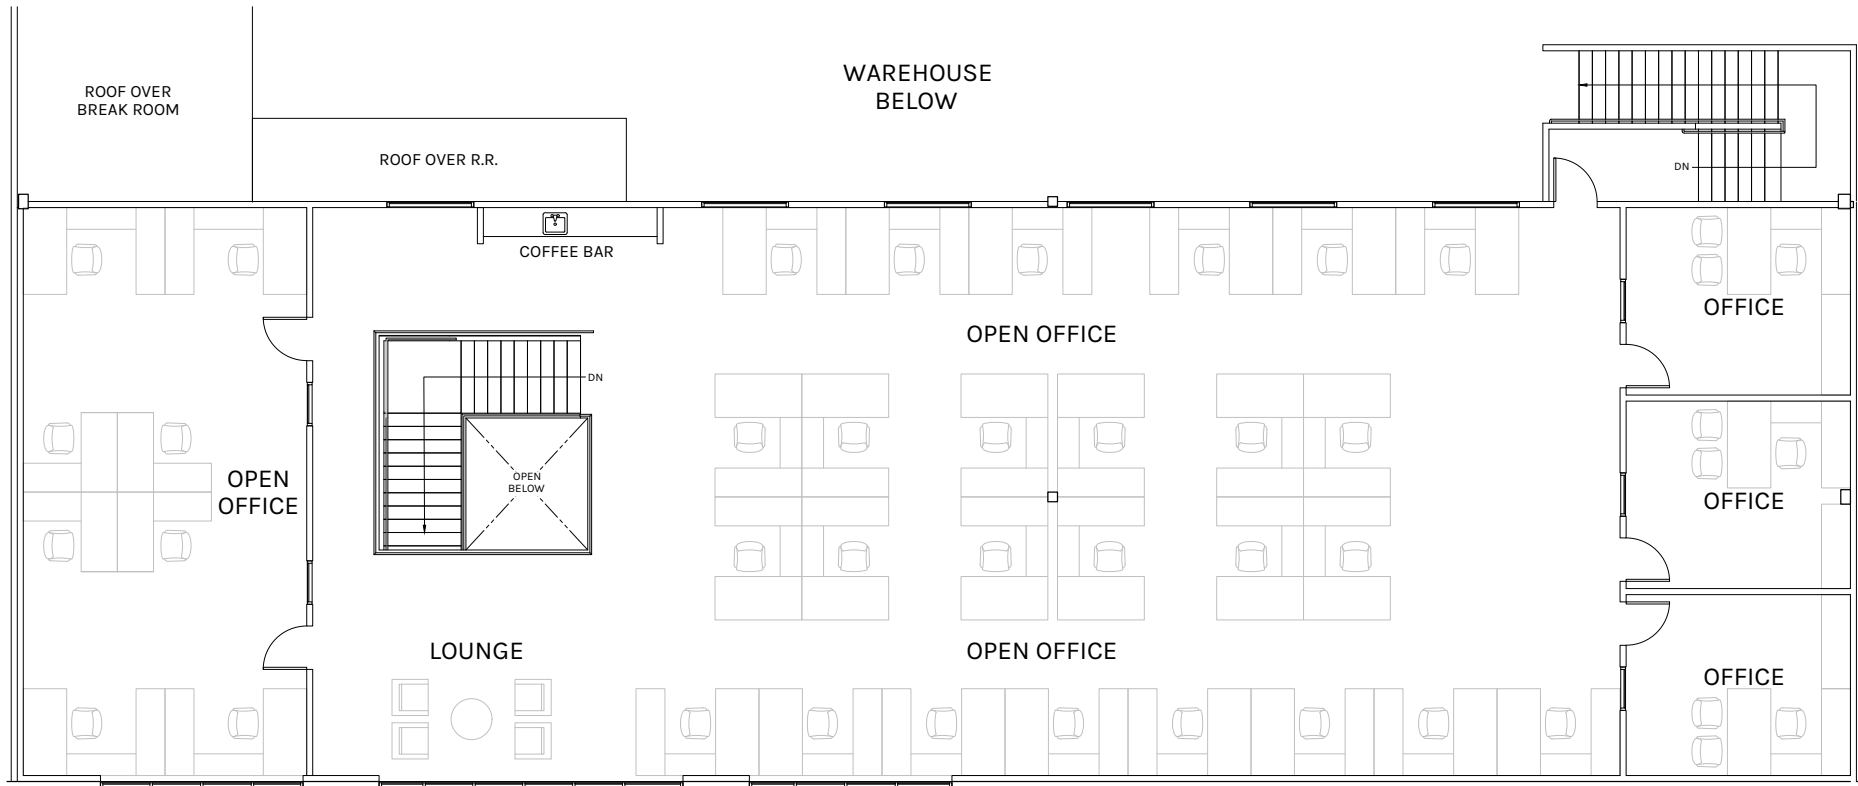 ROOF OVER
BREAK ROOM
WAREHOUSE
BELOW
ROOF OVER R.R.
DN
COFFEE BAR
OFFICE
OPEN OFFICE
DN
OPEN
BELOW
OPEN
OFFICE
OFFICE
LOUNGE
OPEN OFFICE
OFFICE